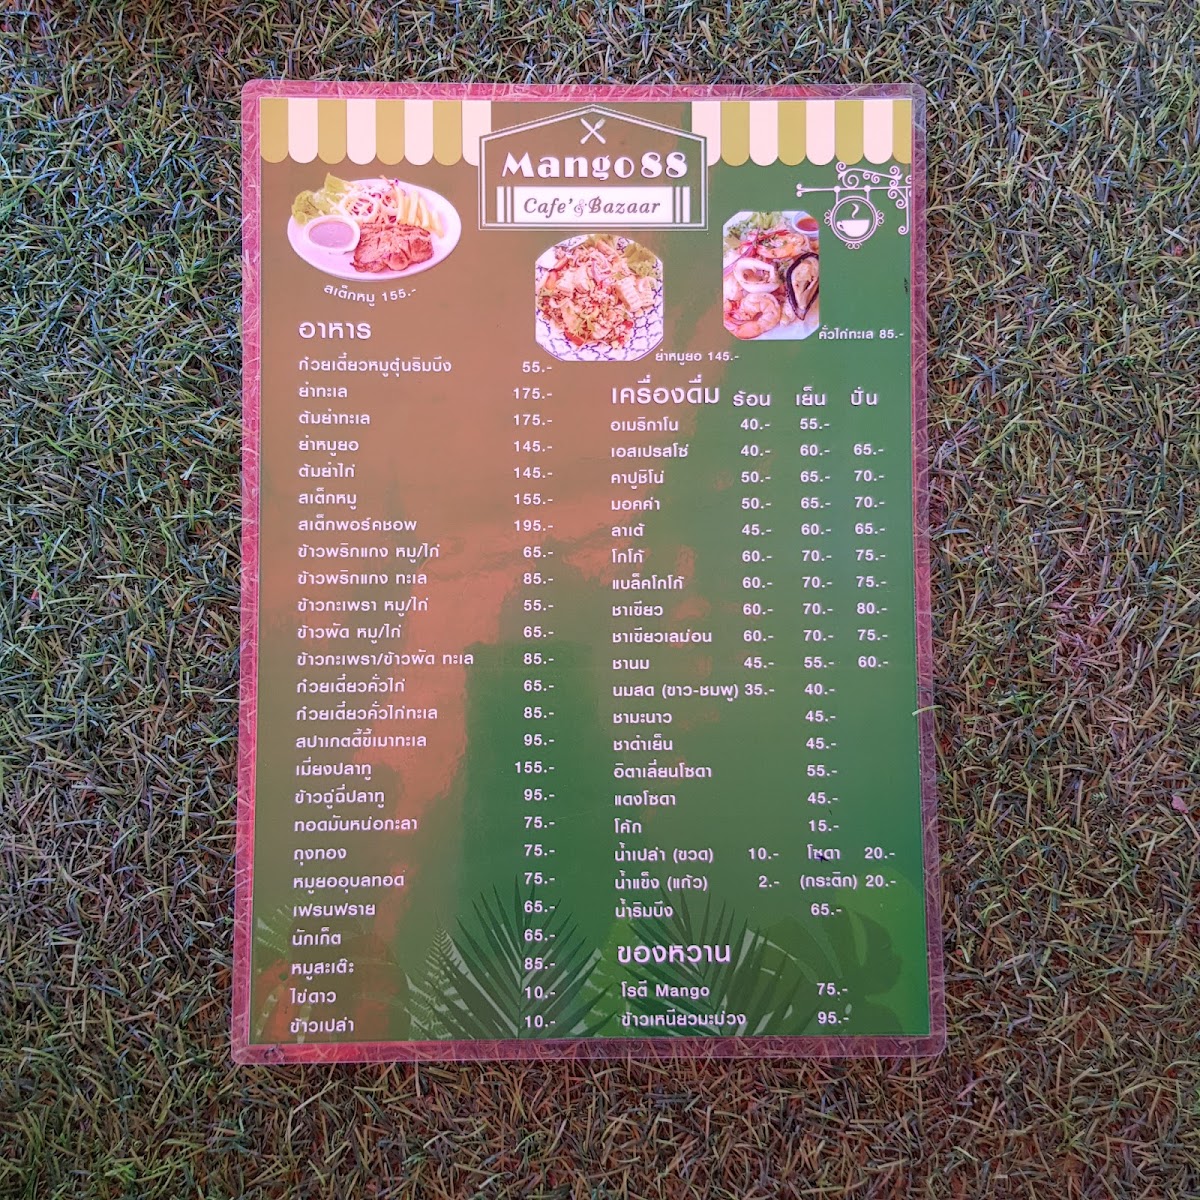 Mango88
Cafe'&Bazaar
สเต็กหมู 155.-
ยำหมูยอ 145.-
คั่วไก่ทะเล 85.-
อาหาร
ก๋วยเตี๋ยวหมูตุ๋นริมบึง 55.-
ยำทะเล 175.-
ต้มยำทะเล 175.-
ยำหมูยอ 145.-
ต้มยำไก่ 145.-
สเต็กหมู 155.-
สเต็กพอร์คชอพ 195.-
ข้าวพริกแกง หมู/ไก่ 65.-
ข้าวพริกแกง ทะเล 85.-
ข้าวกะเพรา หมู/ไก่ 55.-
ข้าวผัด หมู/ไก่ 65.-
ข้าวกะเพรา/ข้าวผัด ทะเล 85.-
ก๋วยเตี๋ยวคั่วไก่ 65.-
ก๋วยเตี๋ยวคั่วไก่ทะเล 85.-
สปาเกตตี้ขี้เมาทะเล 95.-
เมี่ยงปลาทู 155.-
ข้าวฉู่ฉี่ปลาทู 95.-
ทอดมันหน่อกะลา 75.-
ถุงทอง 75.-
หมูยออุบลทอด 75.-
เฟรนฟราย 65.-
นักเก็ต 65.-
หมูสะเต๊ะ 85.-
ไข่ดาว 10.-
ข้าวเปล่า 10.-
เครื่องดื่ม ร้อน เย็น ปั่น
อเมริกาโน 40.- 55.-
เอสเปรสโซ่ 40.- 60.- 65.-
คาปูชิโน่ 50.- 65.- 70.-
มอคค่า 50.- 65.- 70.-
ลาเต้ 45.- 60.- 65.-
โกโก้ 60.- 70.- 75.-
แบล็คโกโก้ 60.- 70.- 75.-
ชาเขียว 60.- 70.- 80.-
ชาเขียวเลม่อน 60.- 70.- 75.-
ชานม 45.- 55.- 60.-
นมสด (ขาว-ชมพู) 35.- 40.-
ชามะนาว 45.-
ชาดำเย็น 45.-
อิตาเลี่ยนโซดา 55.-
แดงโซดา 45.-
โค้ก 15.-
น้ำเปล่า (ขวด) 10.- โซดา 20.-
น้ำแข็ง (แก้ว) 2.- (กระติก) 20.-
น้ำริมบึง 65.-
ของหวาน
โรตี Mango 75.-
ข้าวเหนียวมะม่วง 95.-